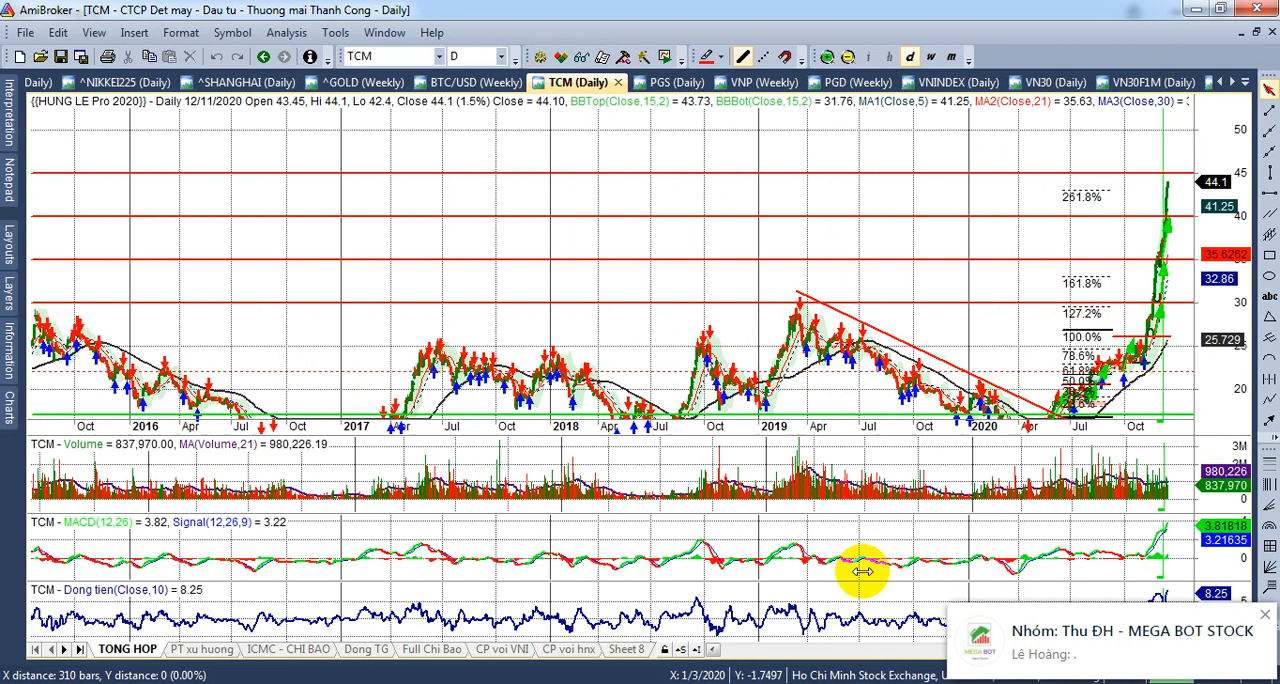 AmiBroker - [TCM - CTCP Det may - Dau tu - Thuong mai Thanh Cong - Daily]
File Edit View Insert Format Symbol Analysis Tools Window Help
TCM D i h d w m
Daily) ^NIKKEI225 (Daily) ^SHANGHAI (Daily) ^GOLD (Weekly) BTC/USD (Weekly) TCM (Daily) PGS (Daily) VNP (Weekly) PGD (Weekly) VNINDEX (Daily) VN30 (Daily) VN30F1M (Daily)
{{HUNG LE Pro 2020}} - Daily 12/11/2020 Open 43.45, Hi 44.1, Lo 42.4, Close 44.1 (1.5%) Close = 44.10, BBTop(Close,15,2) = 43.73, BBBot(Close,15,2) = 31.76, MA1(Close,5) = 41.25, MA2(Close,21) = 35.63, MA3(Close,30) = 3
Interpretation
Notepad
Layouts
Layers
Information
Charts
abc
50
45
44.1
261.8%
41.25
40
35.6262
161.8%
32.86
30
127.2%
100.0%
25.729
78.6%
61.8%
50.0%
20
Oct 2016 Apr Jul Oct 2017 Apr Jul Oct 2018 Apr Jul Oct 2019 Apr Jul Oct 2020 Apr Jul Oct
TCM - Volume = 837,970.00, MA(Volume,21) = 980,226.19
3M
2M
980,226
837,970
0
TCM - MACD(12,26) = 3.82, Signal(12,26,9) = 3.22
3.81818
3.21635
0
TCM - Dong tien(Close,10) = 8.25
8.25
5
Nhóm: Thu ĐH - MEGA BOT STOCK
Lê Hoàng: .
MEGA BOT
TONG HOP PT xu huong ICMC - CHI BAO Dong TG Full Chi Bao CP voi VNI CP voi hnx Sheet 8
X distance: 310 bars, Y distance: 0 (0.00%) X: 1/3/2020 Y: -1.7497 Ho Chi Minh Stock Exchange,